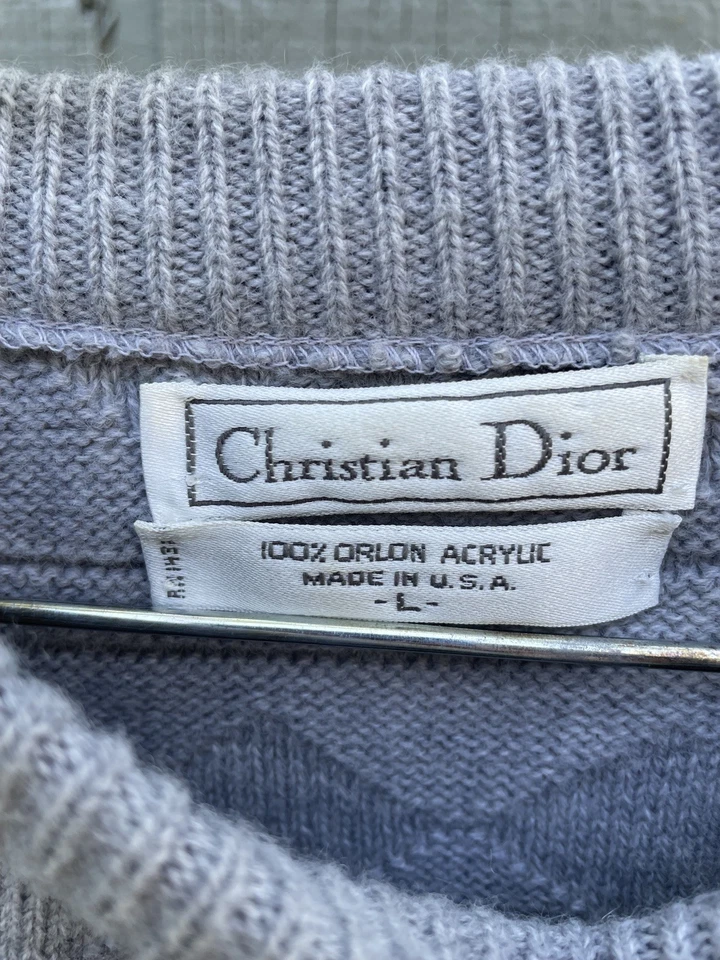 Christian Dior
100% ORLON ACRYLIC
MADE IN U.S.A.
-L-